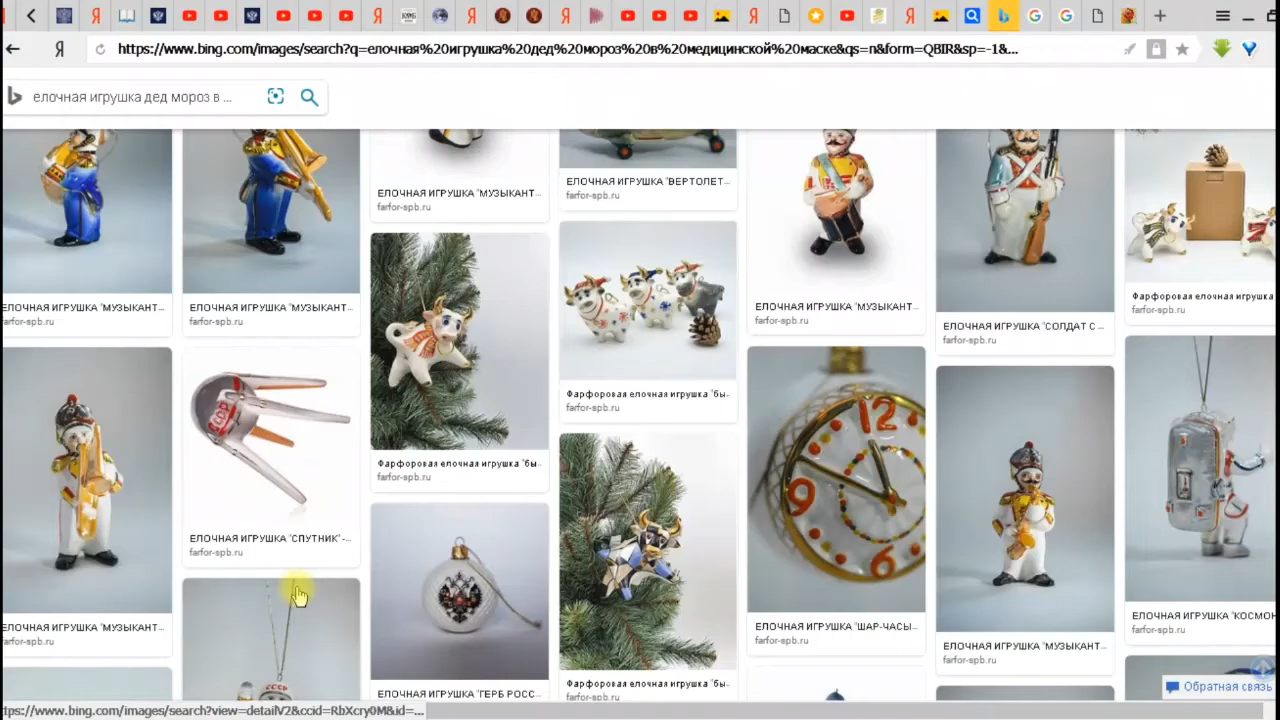 https://www.bing.com/images/search?q=елочная%20игрушка%20дед%20мороз%20в%20медицинской%20маске&qs=n&form=QBIR&sp=-1&...
елочная игрушка дед мороз в ...
ЕЛОЧНАЯ ИГРУШКА "МУЗЫКАНТ...
farfor-spb.ru
ЕЛОЧНАЯ ИГРУШКА "МУЗЫКАНТ...
farfor-spb.ru
ЕЛОЧНАЯ ИГРУШКА "МУЗЫКАНТ...
farfor-spb.ru
ЕЛОЧНАЯ ИГРУШКА "ВЕРТОЛЕТ...
farfor-spb.ru
ЕЛОЧНАЯ ИГРУШКА "МУЗЫКАНТ...
farfor-spb.ru
ЕЛОЧНАЯ ИГРУШКА "СОЛДАТ С ...
farfor-spb.ru
Фарфоровая елочная игрушка
farfor-spb.ru
ЕЛОЧНАЯ ИГРУШКА "МУЗЫКАНТ...
farfor-spb.ru
СССР
ЕЛОЧНАЯ ИГРУШКА "СПУТНИК" -...
farfor-spb.ru
СССР
Фарфоровая елочная игрушка "бы...
farfor-spb.ru
ЕЛОЧНАЯ ИГРУШКА "ГЕРБ РОСС...
Фарфоровая елочная игрушка "бы...
farfor-spb.ru
Фарфоровая елочная игрушка "бы...
farfor-spb.ru
12
9
6
ЕЛОЧНАЯ ИГРУШКА "ШАР-ЧАСЫ...
farfor-spb.ru
ЕЛОЧНАЯ ИГРУШКА "МУЗЫКАНТ...
farfor-spb.ru
ЕЛОЧНАЯ ИГРУШКА "КОСМОН
farfor-spb.ru
Обратная связь
tps://www.bing.com/images/search?view=detailV2&ccid=RbXcry0M&id=...